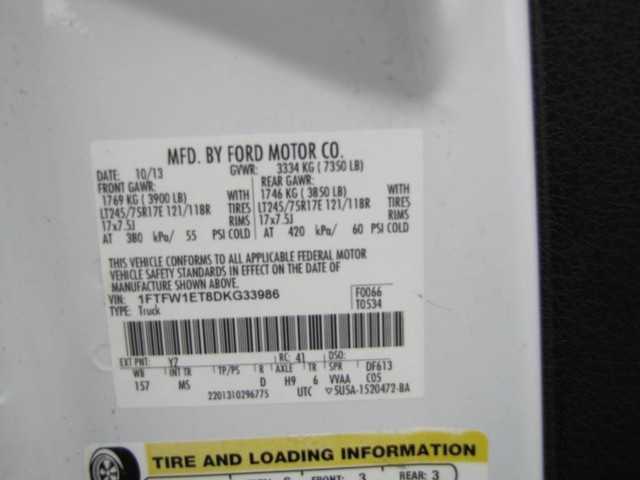 MFD. BY FORD MOTOR CO.
DATE: 10/13 GVWR: 3334 KG ( 7350 LB)
FRONT GAWR: REAR GAWR:
1769 KG ( 3900 LB) WITH 1746 KG ( 3850 LB) WITH
LT245/75R17E 121/118R TIRES LT245/75R17E 121/118R TIRES
17x7.5J RIMS 17x7.5J RIMS
AT 380 kPa/ 55 PSI COLD AT 420 kPa/ 60 PSI COLD
THIS VEHICLE CONFORMS TO ALL APPLICABLE FEDERAL MOTOR
VEHICLE SAFETY STANDARDS IN EFFECT ON THE DATE OF
MANUFACTURE SHOWN ABOVE.
VIN: 1FTFW1ET8DKG33986 F0066
TYPE: Truck T0534
EXT PNT: YZ RC: 41 DSO:
WB INT TR TP/PS R AXLE TR SPR DF613
157 MS D H9 6 VVAA C05
2201310296775 UTC ▽SU5A-1520472-BA
TIRE AND LOADING INFORMATION
FRONT: 3 REAR: 3